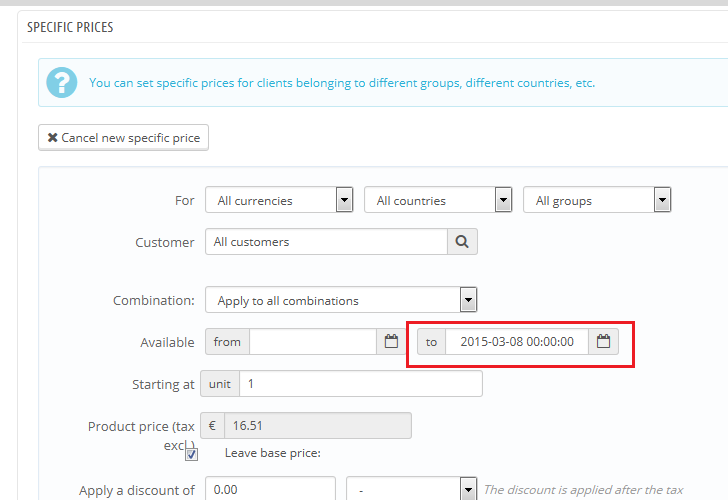 SPECIFIC PRICES
?
You can set specific prices for clients belonging to different groups, different countries, etc.
Cancel new specific price
For All currencies All countries All groups
Customer All customers
Combination: Apply to all combinations
Available from to 2015-03-08 00:00:00
Starting at unit 1
Product price (tax € 16.51
excl.) Leave base price:
Apply a discount of 0.00 - The discount is applied after the tax